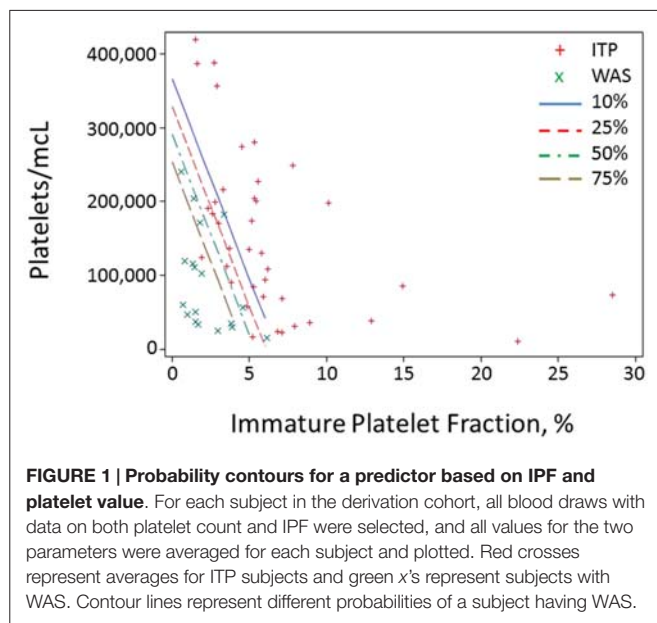 Platelets/mcL
400,000
300,000
200,000
100,000
0
+ ITP
x WAS
10%
25%
50%
75%
0 5 10 15 20 25 30
Immature Platelet Fraction, %
FIGURE 1 | Probability contours for a predictor based on IPF and
platelet value. For each subject in the derivation cohort, all blood draws with
data on both platelet count and IPF were selected, and all values for the two
parameters were averaged for each subject and plotted. Red crosses
represent averages for ITP subjects and green x's represent subjects with
WAS. Contour lines represent different probabilities of a subject having WAS.